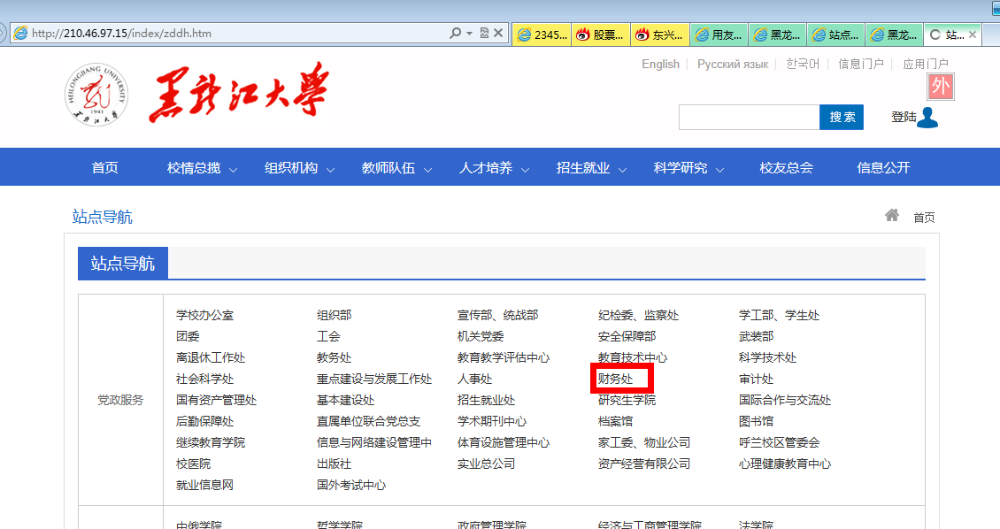 http://210.46.97.15/index/zddh.htm
2345...
股票...
东兴...
用友...
黑龙...
站点...
黑龙...
站...
English Русский язык 한국어 信息门户 应用门户
外
HEILONGJIANG UNIVERSITY
1941
黑龙江大学
黑龙江大学
搜 索
登陆
首页 校情总揽 组织机构 教师队伍 人才培养 招生就业 科学研究 校友总会 信息公开
站点导航
首页
站点导航
党政服务
学校办公室 组织部 宣传部、统战部 纪检委、监察处 学工部、学生处
团委 工会 机关党委 安全保障部 武装部
离退休工作处 教务处 教育教学评估中心 教育技术中心 科学技术处
社会科学处 重点建设与发展工作处 人事处 财务处 审计处
国有资产管理处 基本建设处 招生就业处 研究生学院 国际合作与交流处
后勤保障处 直属单位联合党总支 学术期刊中心 档案馆 图书馆
继续教育学院 信息与网络建设管理中 体育设施管理中心 家工委、物业公司 呼兰校区管委会
校医院 出版社 实业总公司 资产经营有限公司 心理健康教育中心
就业信息网 国外考试中心
中俄学院 哲学学院 政府管理学院 经济与工商管理学院 法学院